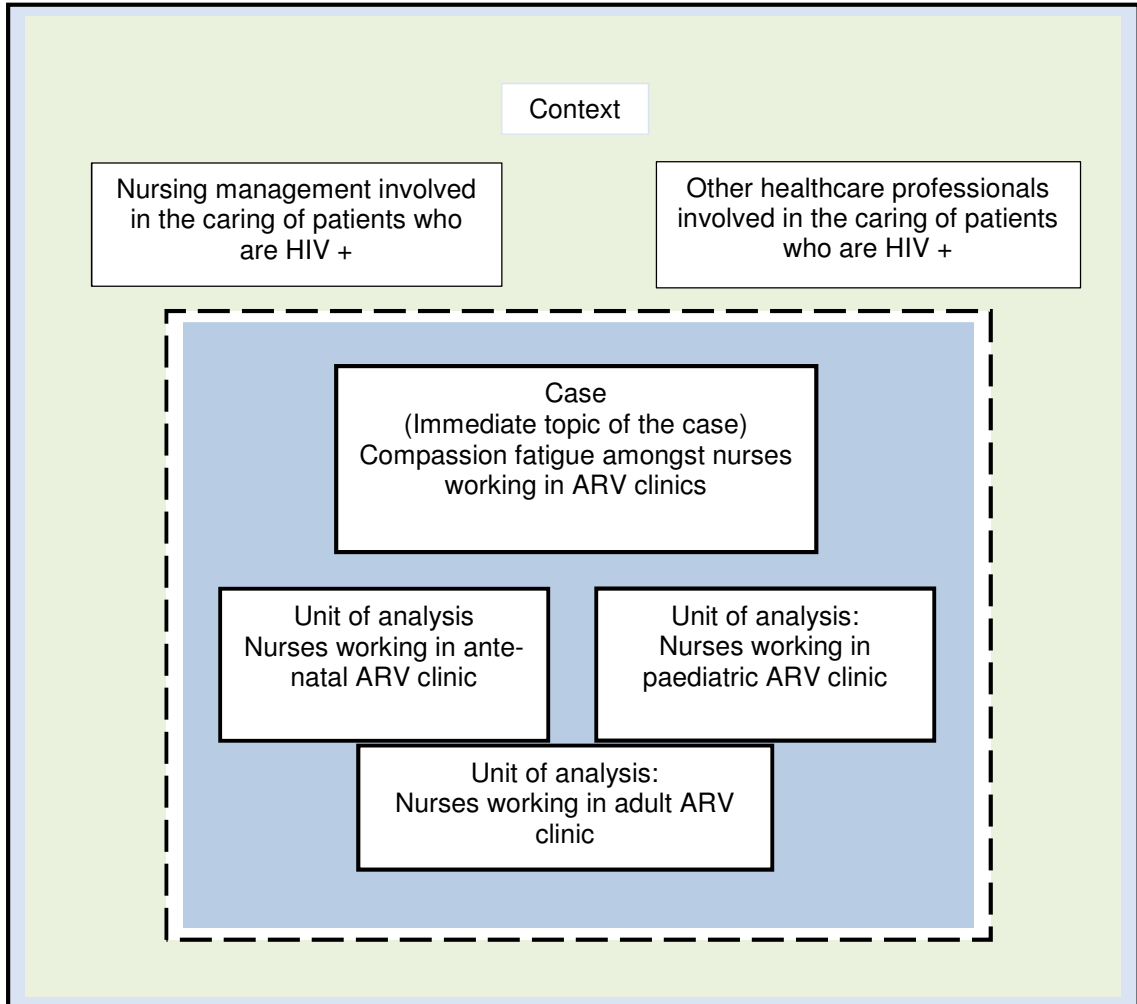 Context
Nursing management involved
in the caring of patients who
are HIV +
Other healthcare professionals
involved in the caring of patients
who are HIV +
Case
(Immediate topic of the case)
Compassion fatigue amongst nurses
working in ARV clinics
Unit of analysis
Nurses working in ante-
natal ARV clinic
Unit of analysis:
Nurses working in
paediatric ARV clinic
Unit of analysis:
Nurses working in adult ARV
clinic